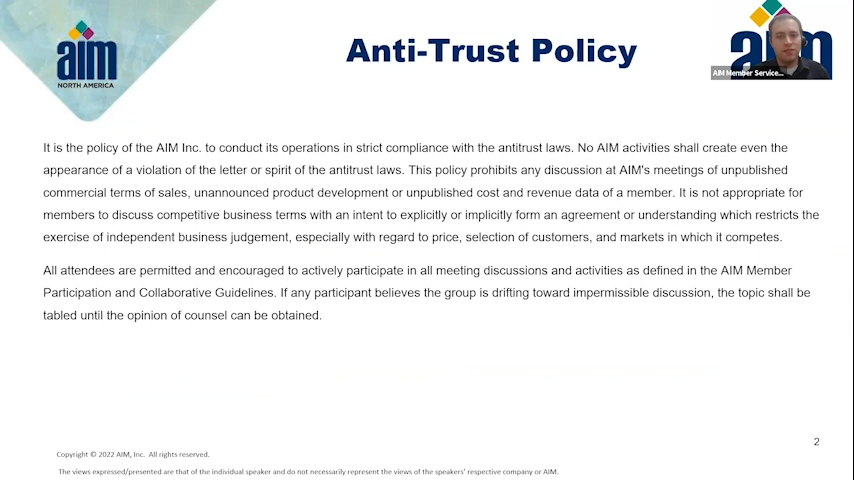 aim
NORTH AMERICA
Anti-Trust Policy
aim
AIM Member Service...
It is the policy of the AIM Inc. to conduct its operations in strict compliance with the antitrust laws. No AIM activities shall create even the
appearance of a violation of the letter or spirit of the antitrust laws. This policy prohibits any discussion at AIM's meetings of unpublished
commercial terms of sales, unannounced product development or unpublished cost and revenue data of a member. It is not appropriate for
members to discuss competitive business terms with an intent to explicitly or implicitly form an agreement or understanding which restricts the
exercise of independent business judgement, especially with regard to price, selection of customers, and markets in which it competes.
All attendees are permitted and encouraged to actively participate in all meeting discussions and activities as defined in the AIM Member
Participation and Collaborative Guidelines. If any participant believes the group is drifting toward impermissible discussion, the topic shall be
tabled until the opinion of counsel can be obtained.
2
Copyright © 2022 AIM, Inc. All rights reserved.
The views expressed/presented are that of the individual speaker and do not necessarily represent the views of the speakers' respective company or AIM.